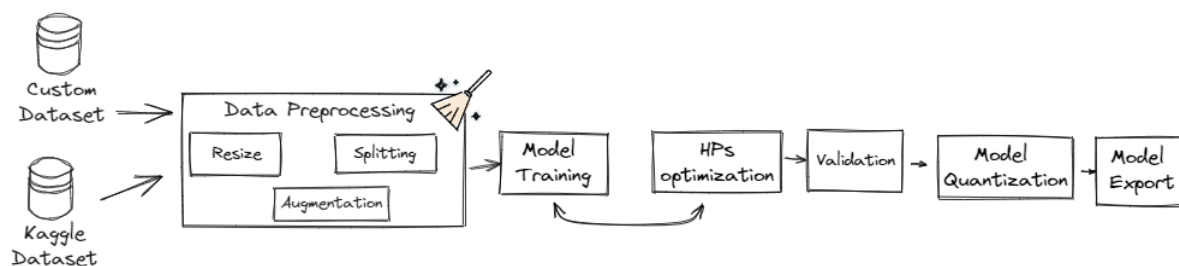 Custom
Dataset
Kaggle
Dataset
Data Preprocessing
Resize
Splitting
Augmentation
Model
Training
HPs
optimization
Validation
Model
Quantization
Model
Export